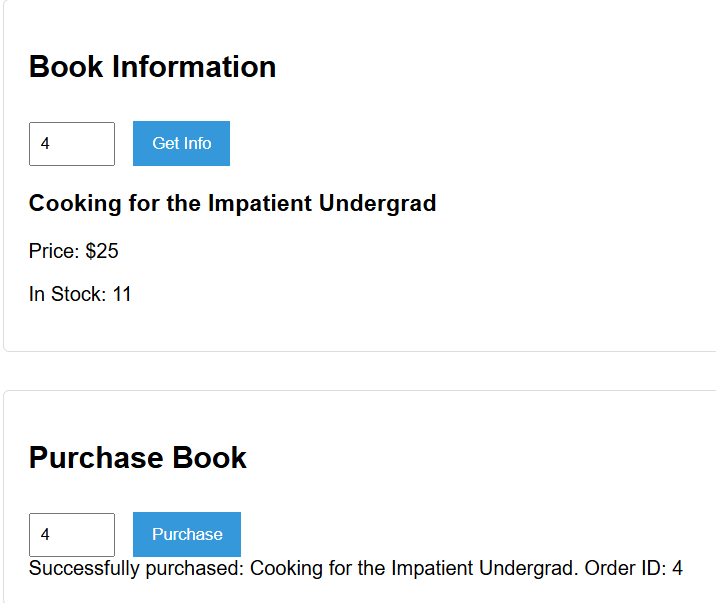 Book Information
4
Get Info
Cooking for the Impatient Undergrad
Price: $25
In Stock: 11
Purchase Book
4
Purchase
Successfully purchased: Cooking for the Impatient Undergrad. Order ID: 4